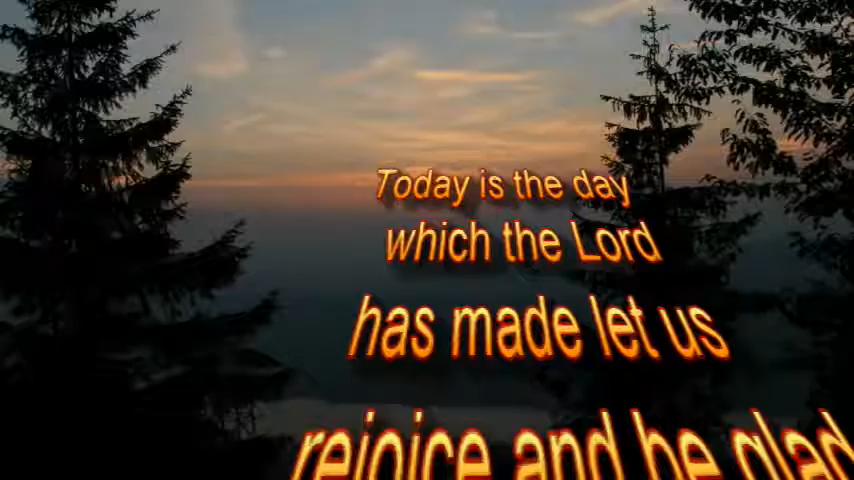 Today is the day
which the Lord
has made let us
rejoice and be glad